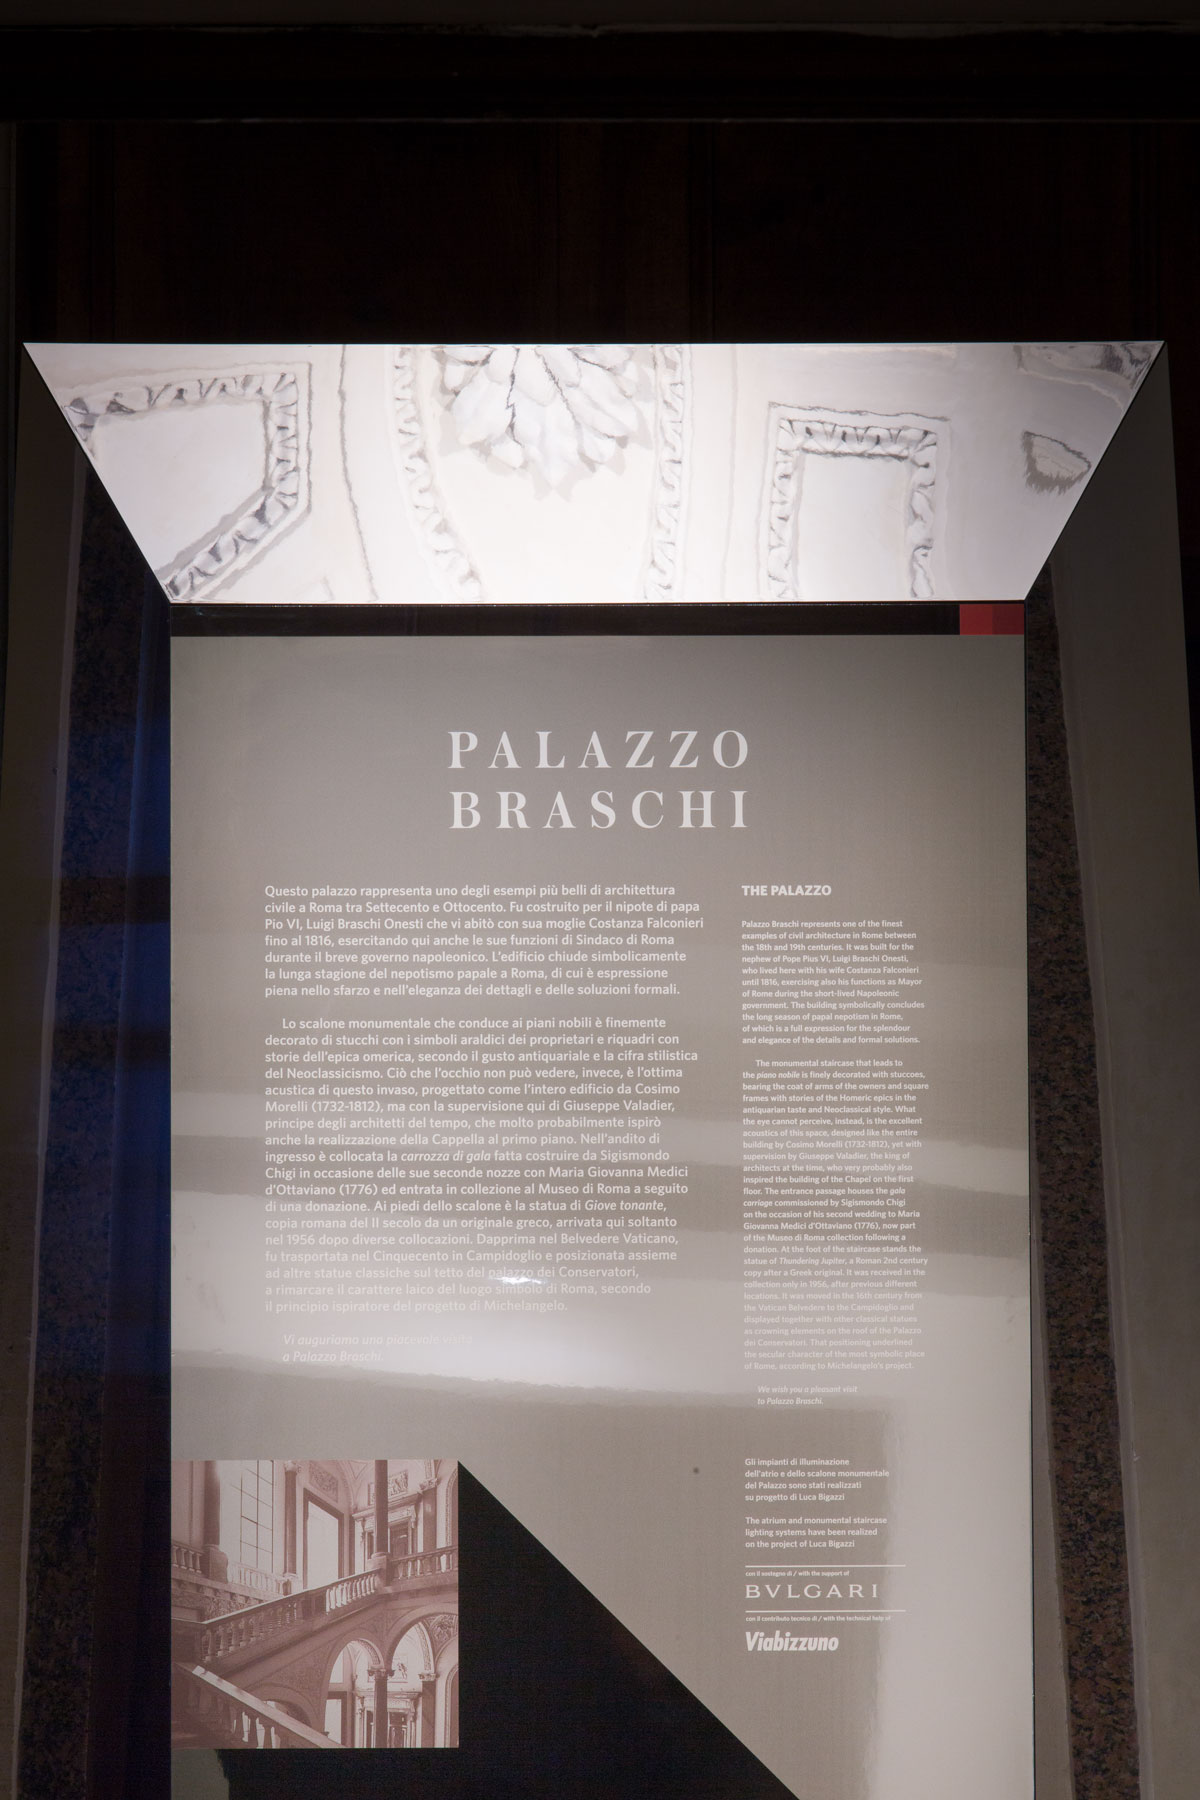 PALAZZO
BRASCHI
Questo palazzo rappresenta uno degli esempi più belli di architettura
civile a Roma tra Settecento e Ottocento. Fu costruito per il nipote di papa
Pio VI, Luigi Braschi Onesti che vi abitò con sua moglie Costanza Falconieri
fino al 1816, esercitando qui anche le sue funzioni di Sindaco di Roma
durante il breve governo napoleonico. L'edificio chiude simbolicamente
la lunga stagione del nepotismo papale a Roma, di cui è espressione
piena nello sfarzo e nell'eleganza dei dettagli e delle soluzioni formali.
Lo scalone monumentale che conduce ai piani nobili è finemente
decorato di stucchi con i simboli araldici dei proprietari e riquadri con
storie dell'epica omerica, secondo il gusto antiquariale e la cifra stilistica
del Neoclassicismo. Ciò che l'occhio non può vedere, invece, è l'ottima
acustica di questo invaso, progettato come l'intero edificio da Cosimo
Morelli (1732-1812), ma con la supervisione qui di Giuseppe Valadier,
principe degli architetti del tempo, che molto probabilmente ispirò
anche la realizzazione della Cappella al primo piano. Nell'andito di
ingresso è collocata la carrozza di gala fatta costruire da Sigismondo
Chigi in occasione delle sue seconde nozze con Maria Giovanna Medici
d'Ottaviano (1776) ed entrata in collezione al Museo di Roma a seguito
di una donazione. Ai piedi dello scalone è la statua di Giove tonante,
copia romana del II secolo da un originale greco, arrivata qui soltanto
nel 1956 dopo diverse collocazioni. Dapprima nel Belvedere Vaticano,
fu trasportata nel Cinquecento in Campidoglio e posizionata assieme
ad altre statue classiche sul tetto del palazzo dei Conservatori,
a rimarcare il carattere laico del luogo simbolo di Roma, secondo
il principio ispiratore del progetto di Michelangelo.
Vi auguriamo una piacevole visita
a Palazzo Braschi
THE PALAZZO
Palazzo Braschi represents one of the finest
examples of civil architecture in Rome between
the 18th and 19th centuries. It was built for the
nephew of Pope Pius VI, Luigi Braschi Onesti,
who lived here with his wife Costanza Falconieri
until 1816, exercising also his functions as Mayor
of Rome during the short-lived Napoleonic
government. The building symbolically concludes
the long season of papal nepotism in Rome,
of which is a full expression for the splendour
and elegance of the details and formal solutions.
The monumental staircase that leads to
the piano nobile is finely decorated with stuccoes,
bearing the coat of arms of the owners and square
frames with stories of the Homeric epics in the
antiquarian taste and Neoclassical style. What
the eye cannot perceive, instead, is the excellent
acoustics of this space, designed like the entire
building by Cosimo Morelli (1732-1812), yet with
supervision by Giuseppe Valadier, the king of
architects at the time, who very probably also
inspired the building of the Chapel on the first
floor. The entrance passage houses the gala
carriage commissioned by Sigismondo Chigi
on the occasion of his second wedding to Maria
Giovanna Medici d'Ottaviano (1776), now part
of the Museo di Roma collection following a
donation. At the foot of the staircase stands the
statue of Thundering Jupiter, a Roman 2nd century
copy after a Greek original. It was received in the
collection only in 1956, after previous different
locations. It was moved in the 16th century from
the Vatican Belvedere to the Campidoglio and
displayed together with other classical statues
as crowning elements on the roof of the Palazzo
dei Conservatori. That positioning underlined
the secular character of the most symbolic place
of Rome, according to Michelangelo's project.
We wish you a pleasant visit
to Palazzo Braschi.
Gli impianti di illuminazione
dell'atrio e dello scalone monumentale
del Palazzo sono stati realizzati
su progetto di Luca Bigazzi
The atrium and monumental staircase
lighting systems have been realized
on the project of Luca Bigazzi
con il sostegno di / with the support of
BVLGARI
con il contributo tecnico di / with the technical help of
Viabizzuno